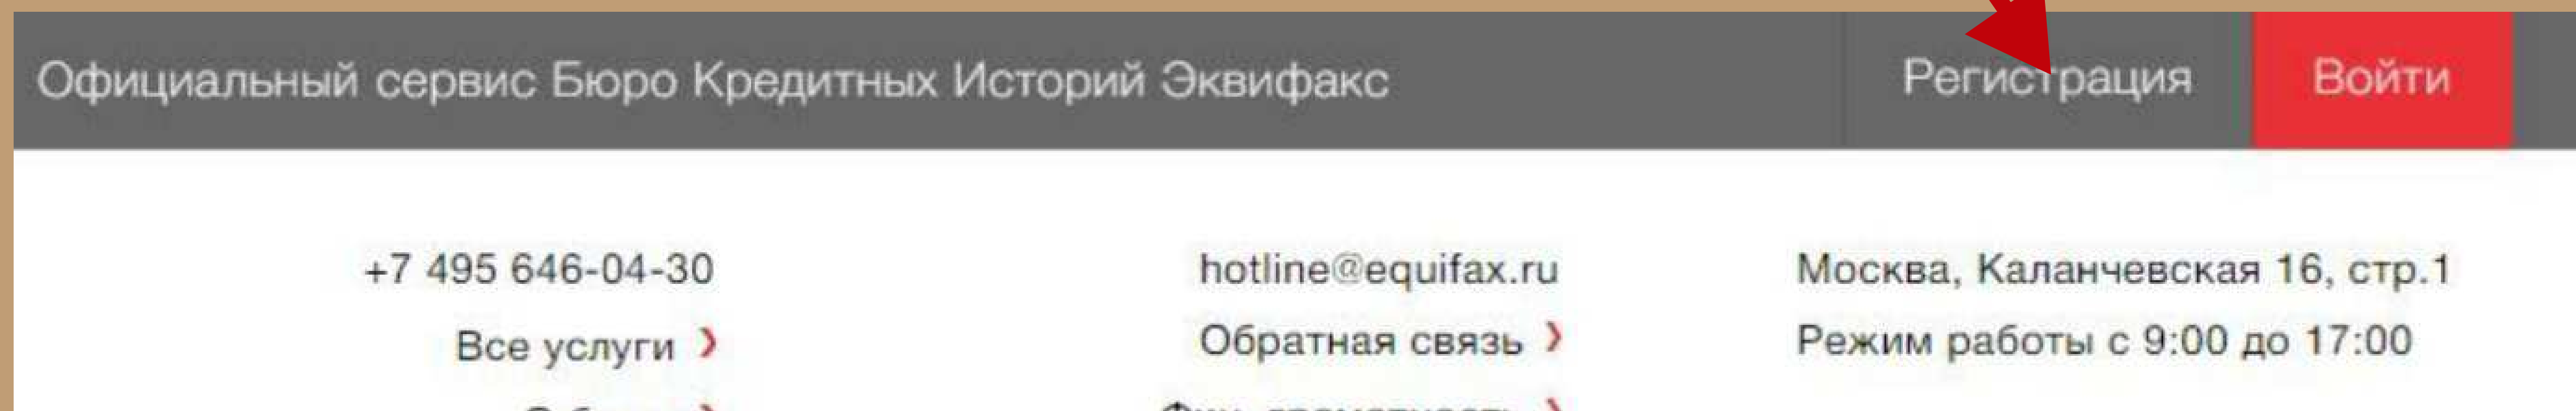 Официальный сервис Бюро Кредитных Историй Эквифакс
Регистрация
Войти
+7 495 646-04-30
hotline@equifax.ru
Москва, Каланчевская 16, стр.1
Все услуги
Обратная связь
Режим работы с 9:00 до 17:00